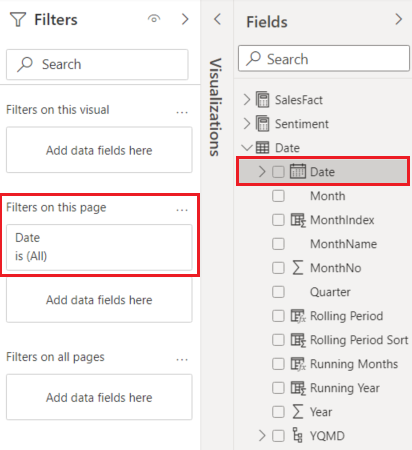 Filters
Search
Filters on this visual
...
Add data fields here
Filters on this page
...
Date
is (All)
Add data fields here
Filters on all pages
...
Add data fields here
Visualizations
Fields
Search
SalesFact
Sentiment
Date
Date
Month
MonthIndex
MonthName
MonthNo
Quarter
Rolling Period
Rolling Period Sort
Running Months
Running Year
Year
YQMD